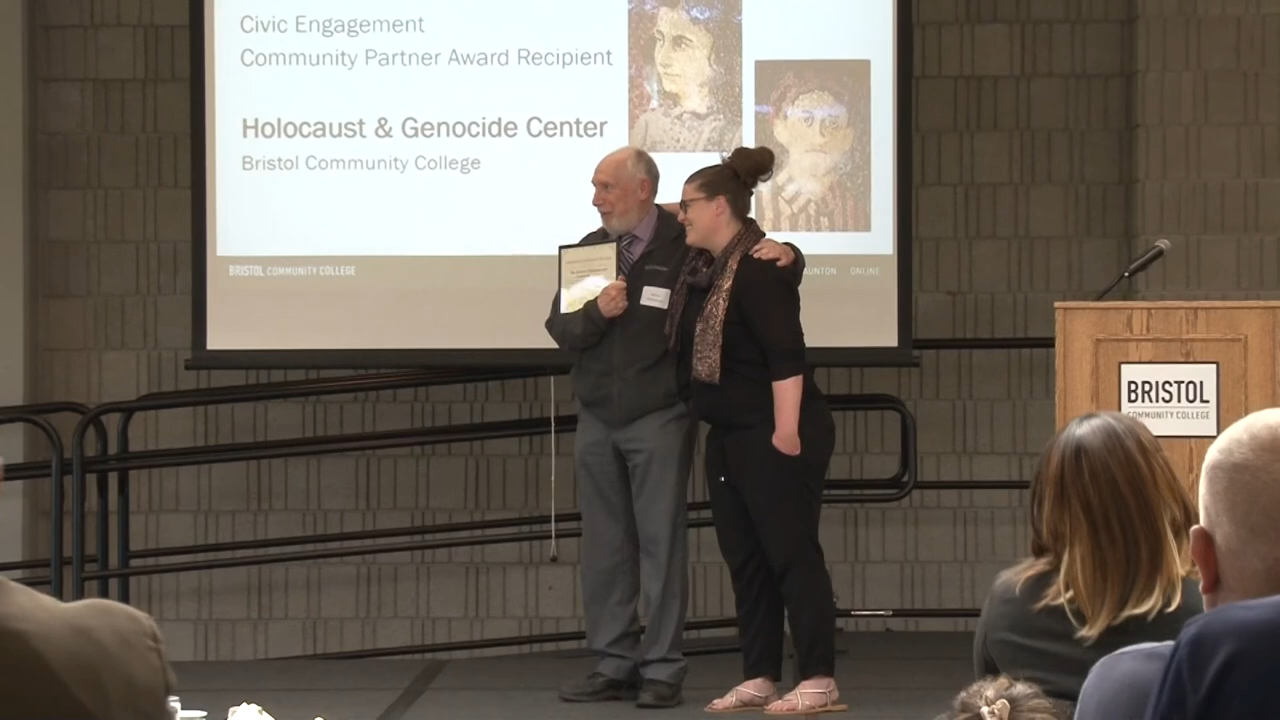 Civic Engagement
Community Partner Award Recipient
Holocaust & Genocide Center
Bristol Community College
BRISTOL COMMUNITY COLLEGE
AUNTON ONLINE
BRISTOL
COMMUNITY COLLEGE